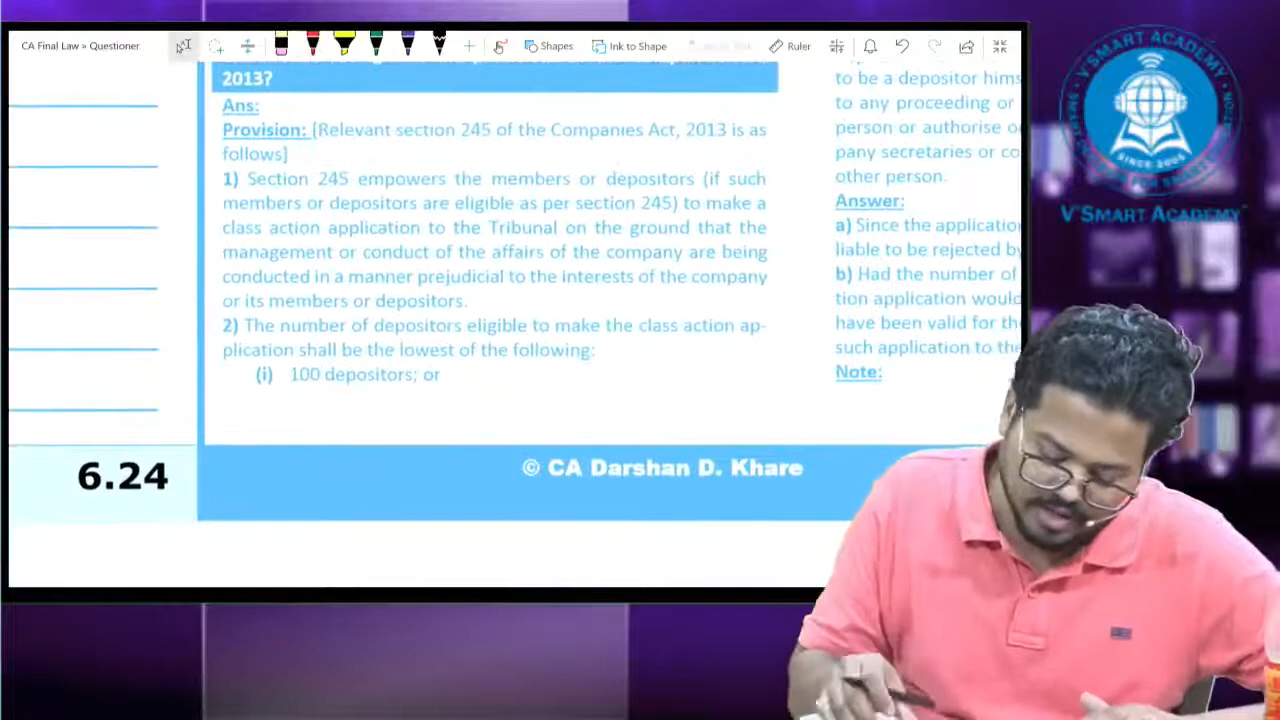 CA Final Law » Questioner
Shapes
Ink to Shape
Ruler
2013?
Ans:
Provision: [Relevant section 245 of the Companies Act, 2013 is as
follows]
1) Section 245 empowers the members or depositors (if such
members or depositors are eligible as per section 245) to make a
class action application to the Tribunal on the ground that the
management or conduct of the affairs of the company are being
conducted in a manner prejudicial to the interests of the company
or its members or depositors.
2) The number of depositors eligible to make the class action ap-
plication shall be the lowest of the following:
(i) 100 depositors; or
to be a depositor hims
to any proceeding or
person or authorise o
pany secretaries or co
other person.
Answer:
a) Since the application
liable to be rejected by
b) Had the number of
tion application would
have been valid for the
such application to the
Note:
6.24
© CA Darshan D. Khare
V'SMART ACADEMY
SINCE 2005
V'SMART ACADEMY